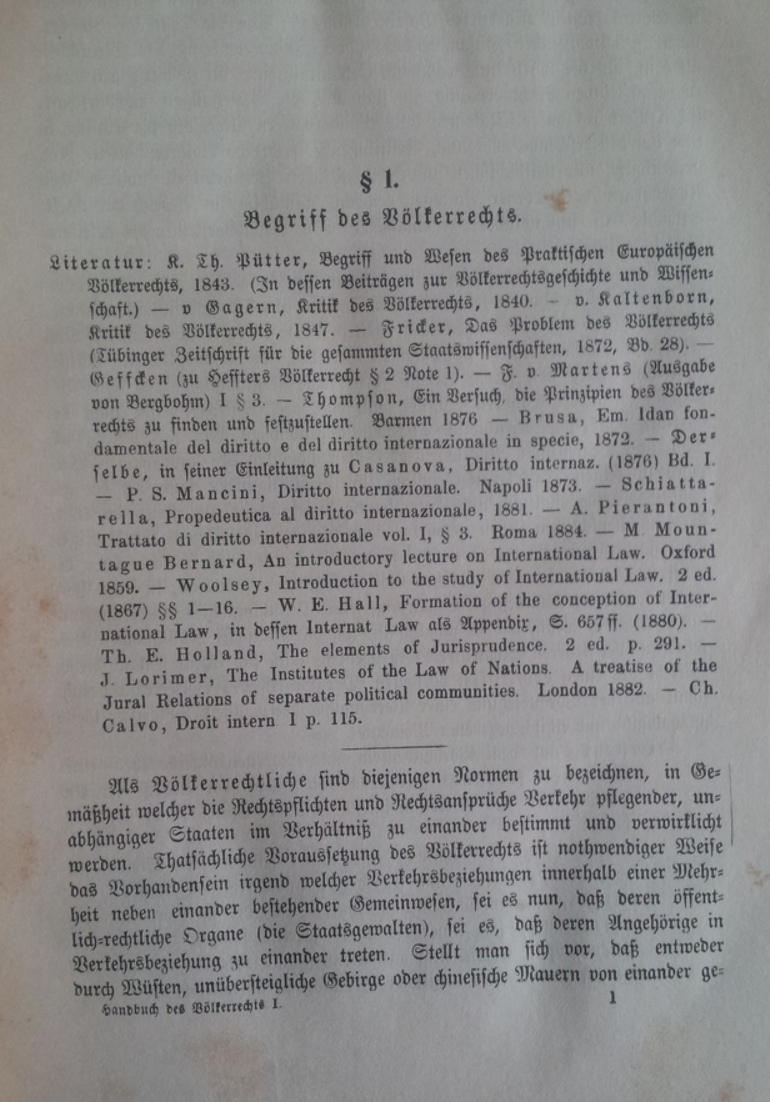 § 1.
Begriff des Völkerrechts.
Literatur: K. Th. Pütter, Begriff und Wesen des Praktischen Europäischen
Völkerrechts, 1843. (In dessen Beiträgen zur Völkerrechtsgeschichte und Wissen-
schaft.) — v Gagern, Kritik des Völkerrechts, 1840. — v. Kaltenborn,
Kritik des Völkerrechts, 1847. — Fricker, Das Problem des Völkerrechts
(Tübinger Zeitschrift für die gesammten Staatswissenschaften, 1872, Bd. 28). —
Geffcken (zu Heffters Völkerrecht § 2 Note 1). — F. v. Martens (Ausgabe
von Bergbohm) I § 3. — Thompson, Ein Versuch, die Prinzipien des Völker-
rechts zu finden und festzustellen. Barmen 1876 — Brusa, Em. Idan fon-
damentale del diritto e del diritto internazionale in specie, 1872. — Der-
selbe, in seiner Einleitung zu Casanova, Diritto internaz. (1876) Bd. I.
— P. S. Mancini, Diritto internazionale. Napoli 1873. — Schiatta-
rella, Propedeutica al diritto internazionale, 1881. — A. Pierantoni,
Trattato di diritto internazionale vol. I, § 3. Roma 1884. — M Moun-
tague Bernard, An introductory lecture on International Law. Oxford
1859. — Woolsey, Introduction to the study of International Law. 2 ed.
(1867) §§ 1—16. — W. E. Hall, Formation of the conception of Inter-
national Law, in dessen Internat Law als Appendix, S. 657 ff. (1880). —
Th. E. Holland, The elements of Jurisprudence. 2 ed. p. 291. —
J. Lorimer, The Institutes of the Law of Nations. A treatise of the
Jural Relations of separate political communities. London 1882. — Ch.
Calvo, Droit intern I p. 115.
Als Völkerrechtliche sind diejenigen Normen zu bezeichnen, in Ge-
mäßheit welcher die Rechtspflichten und Rechtsansprüche Verkehr pflegender, un-
abhängiger Staaten im Verhältniß zu einander bestimmt und verwirklicht
werden. Thatsächliche Voraussetzung des Völkerrechts ist nothwendiger Weise
das Vorhandensein irgend welcher Verkehrsbeziehungen innerhalb einer Mehr-
heit neben einander bestehender Gemeinwesen, sei es nun, daß deren öffent-
lich-rechtliche Organe (die Staatsgewalten), sei es, daß deren Angehörige in
Verkehrsbeziehung zu einander treten. Stellt man sich vor, daß entweder
durch Wüsten, unübersteigliche Gebirge oder chinesische Mauern von einander ge-
Handbuch des Völkerrechts I. 1